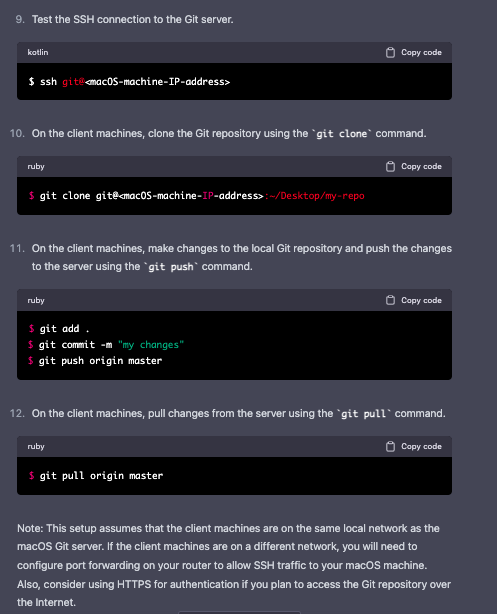 9. Test the SSH connection to the Git server.
kotlin Copy code
$ ssh git@<macOS-machine-IP-address>
10. On the client machines, clone the Git repository using the `git clone` command.
ruby Copy code
$ git clone git@<macOS-machine-IP-address>:~/Desktop/my-repo
11. On the client machines, make changes to the local Git repository and push the changes
to the server using the `git push` command.
ruby Copy code
$ git add .
$ git commit -m "my changes"
$ git push origin master
12. On the client machines, pull changes from the server using the `git pull` command.
ruby Copy code
$ git pull origin master
Note: This setup assumes that the client machines are on the same local network as the
macOS Git server. If the client machines are on a different network, you will need to
configure port forwarding on your router to allow SSH traffic to your macOS machine.
Also, consider using HTTPS for authentication if you plan to access the Git repository over
the Internet.